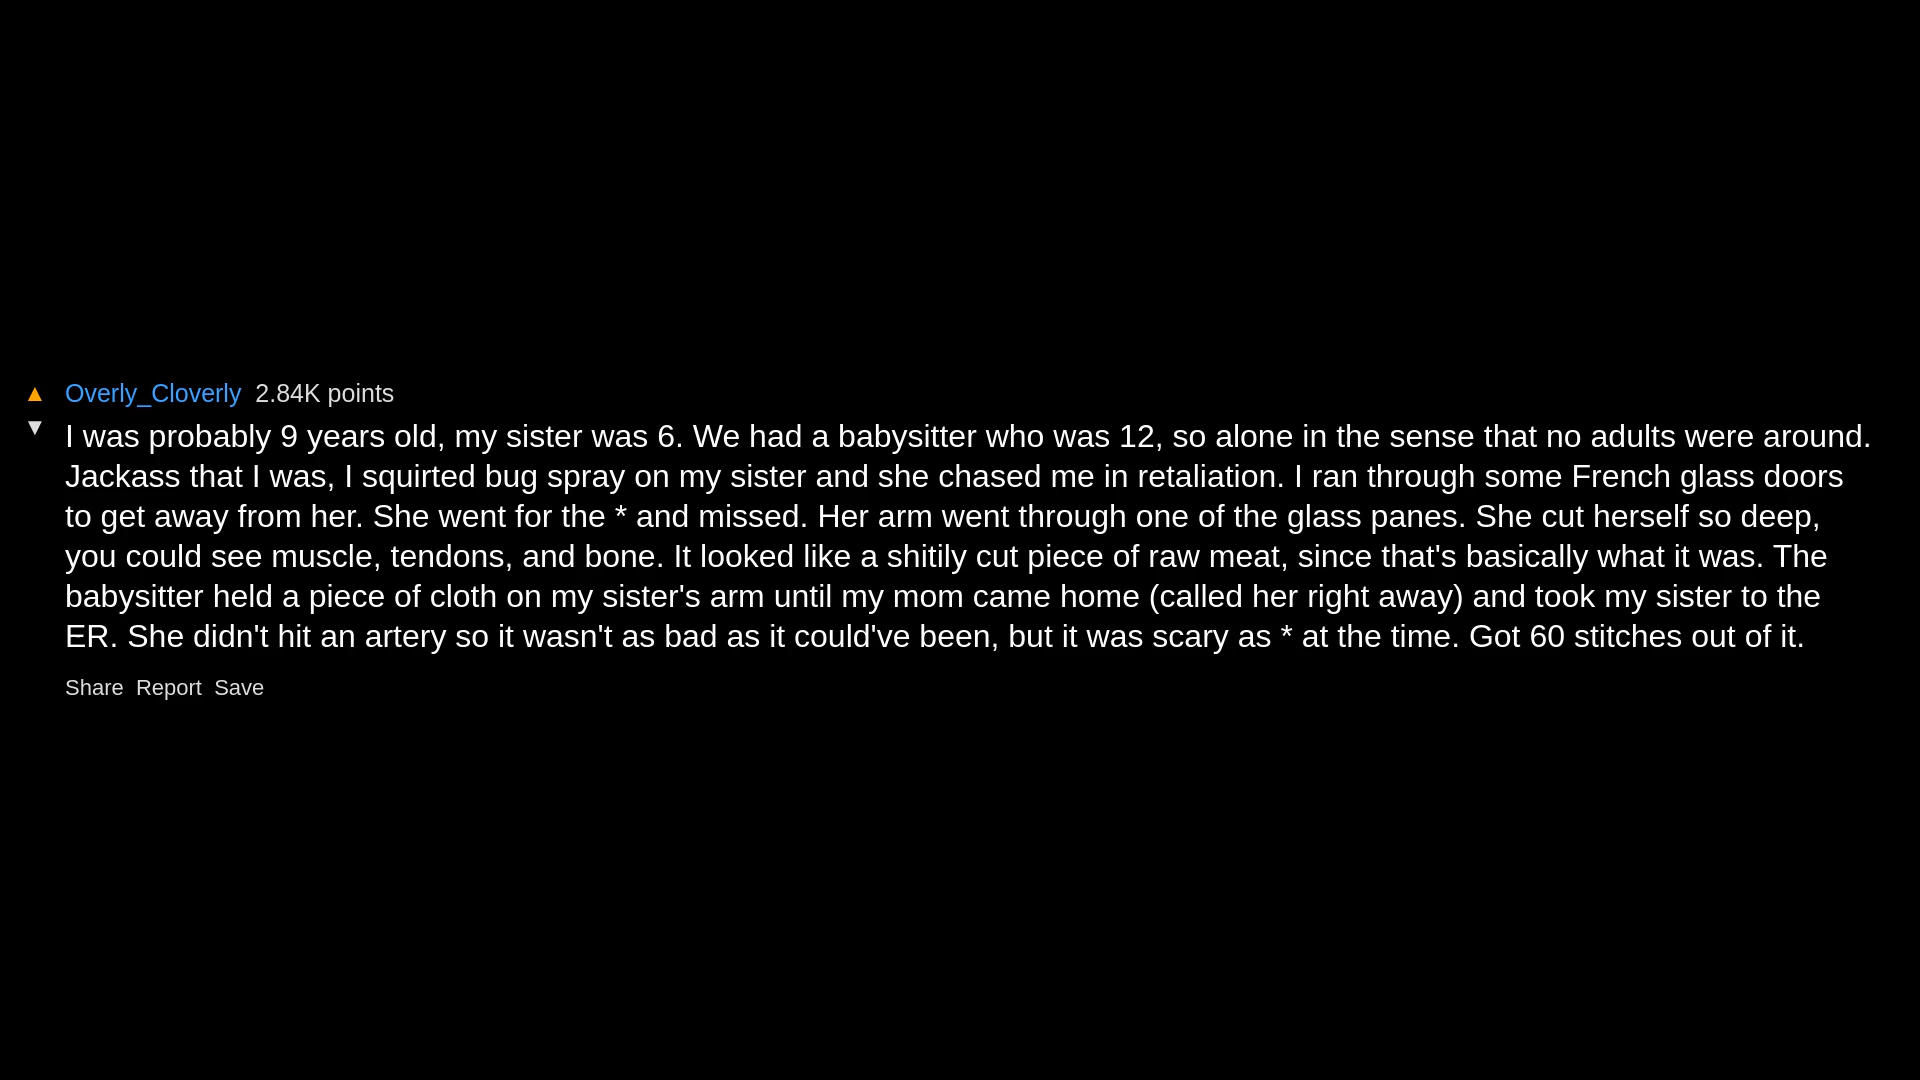 ▲ Overly_Cloverly 2.84K points
▼ I was probably 9 years old, my sister was 6. We had a babysitter who was 12, so alone in the sense that no adults were around.
Jackass that I was, I squirted bug spray on my sister and she chased me in retaliation. I ran through some French glass doors
to get away from her. She went for the * and missed. Her arm went through one of the glass panes. She cut herself so deep,
you could see muscle, tendons, and bone. It looked like a shitily cut piece of raw meat, since that's basically what it was. The
babysitter held a piece of cloth on my sister's arm until my mom came home (called her right away) and took my sister to the
ER. She didn't hit an artery so it wasn't as bad as it could've been, but it was scary as * at the time. Got 60 stitches out of it.
Share Report Save